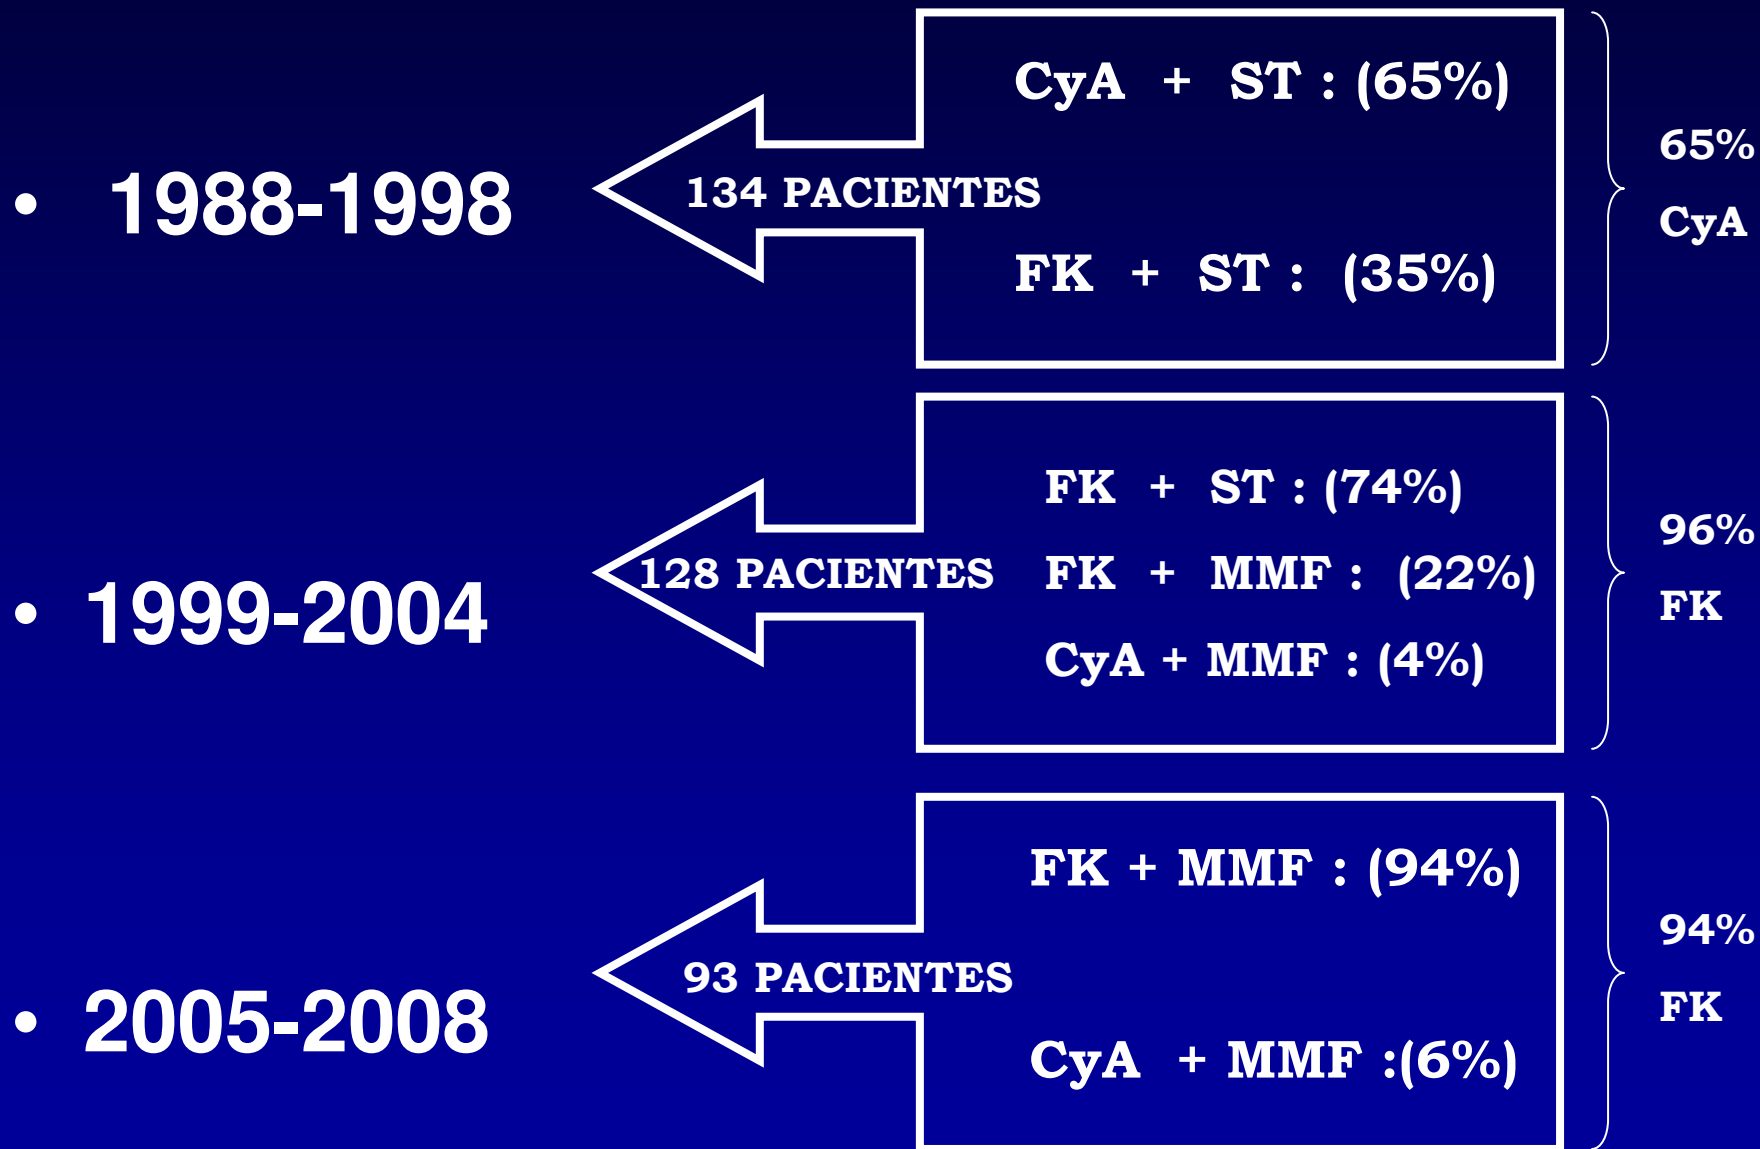 • 1988-1998
134 PACIENTES
CyA + ST : (65%)
FK + ST : (35%)
65%
CyA
• 1999-2004
128 PACIENTES
FK + ST : (74%)
FK + MMF : (22%)
CyA + MMF : (4%)
96%
FK
• 2005-2008
93 PACIENTES
FK + MMF : (94%)
CyA + MMF :(6%)
94%
FK